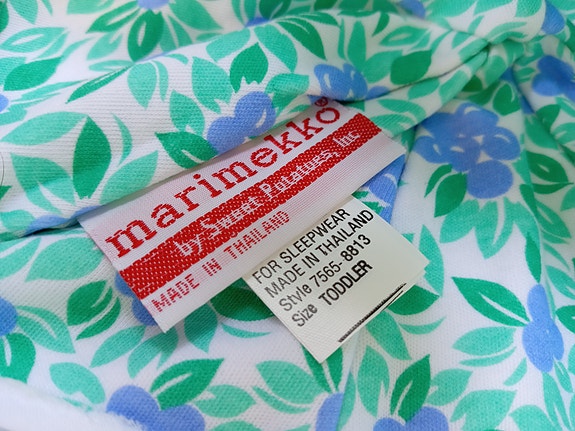 marimekko®
by Sweet Potatoes, Inc
MADE IN THAILAND
FOR SLEEPWEAR
MADE IN THAILAND
Style 7565-8813
Size TODDLER